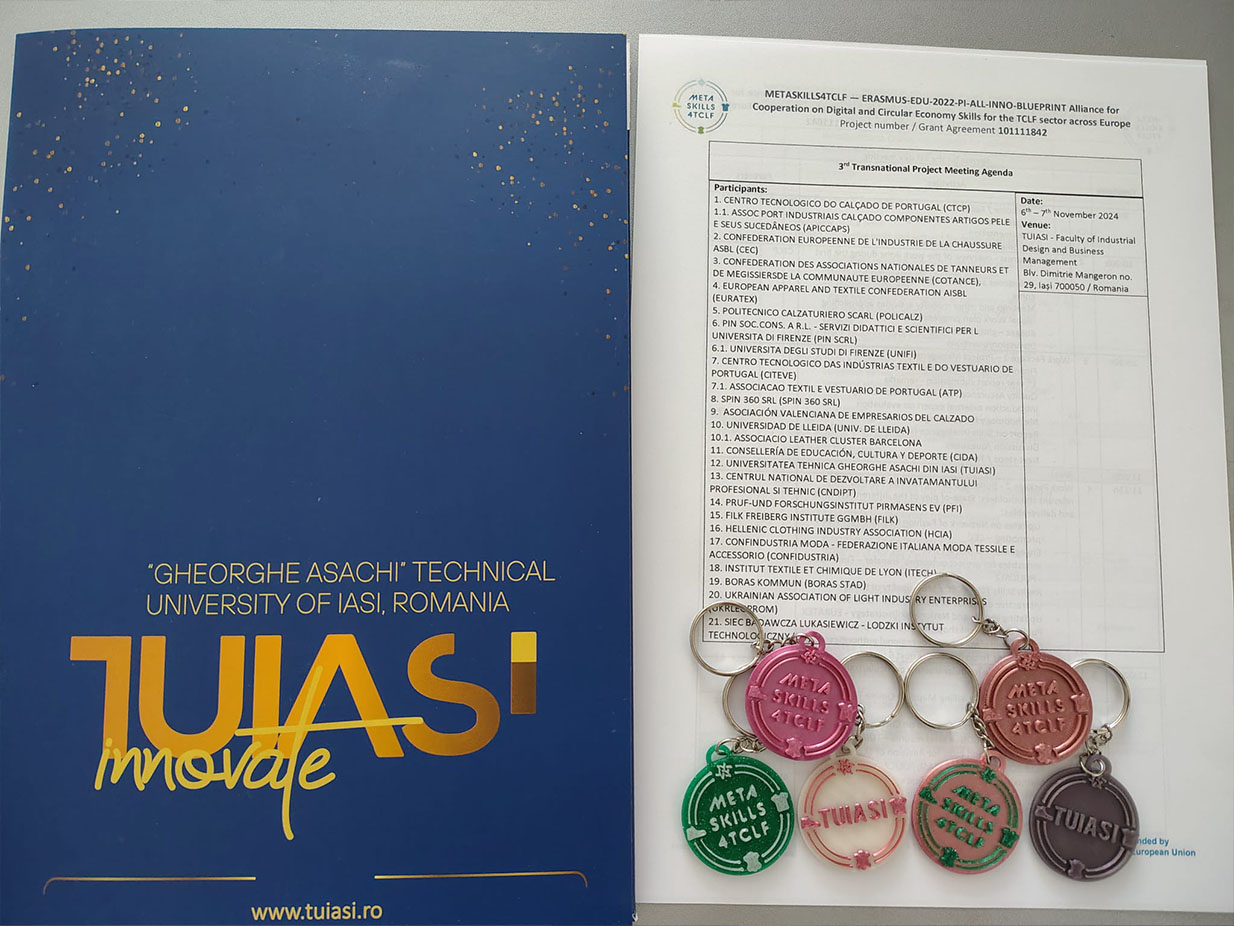 "GHEORGHE ASACHI" TECHNICAL
UNIVERSITY OF IASI, ROMANIA
TUIASI
innovate
www.tuiasi.ro
META
SKILLS
4TCLF
METASKILLS4TCLF — ERASMUS-EDU-2022-PI-ALL-INNO-BLUEPRINT Alliance for
Cooperation on Digital and Circular Economy Skills for the TCLF sector across Europe
Project number / Grant Agreement 101111842
3rd Transnational Project Meeting Agenda
Participants:
1. CENTRO TECNOLOGICO DO CALÇADO DE PORTUGAL (CTCP)
1.1. ASSOC PORT INDUSTRIAIS CALÇADO COMPONENTES ARTIGOS PELE
E SEUS SUCEDÂNEOS (APICCAPS)
2. CONFEDERATION EUROPEENNE DE L'INDUSTRIE DE LA CHAUSSURE
ASBL (CEC)
3. CONFEDERATION DES ASSOCIATIONS NATIONALES DE TANNEURS ET
DE MEGISSIERSDE LA COMMUNAUTE EUROPEENNE (COTANCE),
4. EUROPEAN APPAREL AND TEXTILE CONFEDERATION AISBL
(EURATEX)
5. POLITECNICO CALZATURIERO SCARL (POLICALZ)
6. PIN SOC.CONS. A R.L. - SERVIZI DIDATTICI E SCIENTIFICI PER L
UNIVERSITA DI FIRENZE (PIN SCRL)
6.1. UNIVERSITA DEGLI STUDI DI FIRENZE (UNIFI)
7. CENTRO TECNOLOGICO DAS INDÚSTRIAS TEXTIL E DO VESTUARIO DE
PORTUGAL (CITEVE)
7.1. ASSOCIACAO TEXTIL E VESTUARIO DE PORTUGAL (ATP)
8. SPIN 360 SRL (SPIN 360 SRL)
9. ASOCIACIÓN VALENCIANA DE EMPRESARIOS DEL CALZADO
10. UNIVERSIDAD DE LLEIDA (UNIV. DE LLEIDA)
10.1. ASSOCIACIO LEATHER CLUSTER BARCELONA
11. CONSELLERÍA DE EDUCACIÓN, CULTURA Y DEPORTE (CIDA)
12. UNIVERSITATEA TEHNICA GHEORGHE ASACHI DIN IASI (TUIASI)
13. CENTRUL NATIONAL DE DEZVOLTARE A INVATAMANTULUI
PROFESIONAL SI TEHNIC (CNDIPT)
14. PRUF-UND FORSCHUNGSINSTITUT PIRMASENS EV (PFI)
15. FILK FREIBERG INSTITUTE GGMBH (FILK)
16. HELLENIC CLOTHING INDUSTRY ASSOCIATION (HCIA)
17. CONFINDUSTRIA MODA - FEDERAZIONE ITALIANA MODA TESSILE E
ACCESSORIO (CONFIDUSTRIA)
18. INSTITUT TEXTILE ET CHIMIQUE DE LYON (ITECH)
19. BORAS KOMMUN (BORAS STAD)
20. UKRAINIAN ASSOCIATION OF LIGHT INDUSTRY ENTERPRISES
21. SIEC BADAWCZA LUKASIEWICZ - LODZKI INSTYTUT
TECHNOLOGICZNY
Date:
6th – 7th November 2024
Venue:
TUIASI - Faculty of Industrial
Design and Business
Management
Blv. Dimitrie Mangeron no.
29, Iași 700050 / Romania
META
SKILLS
4TCLF
META
SKILLS
4TCLF
META
SKILLS
4TCLF
TUIASI
META
SKILLS
4TCLF
TUIASI
European Union